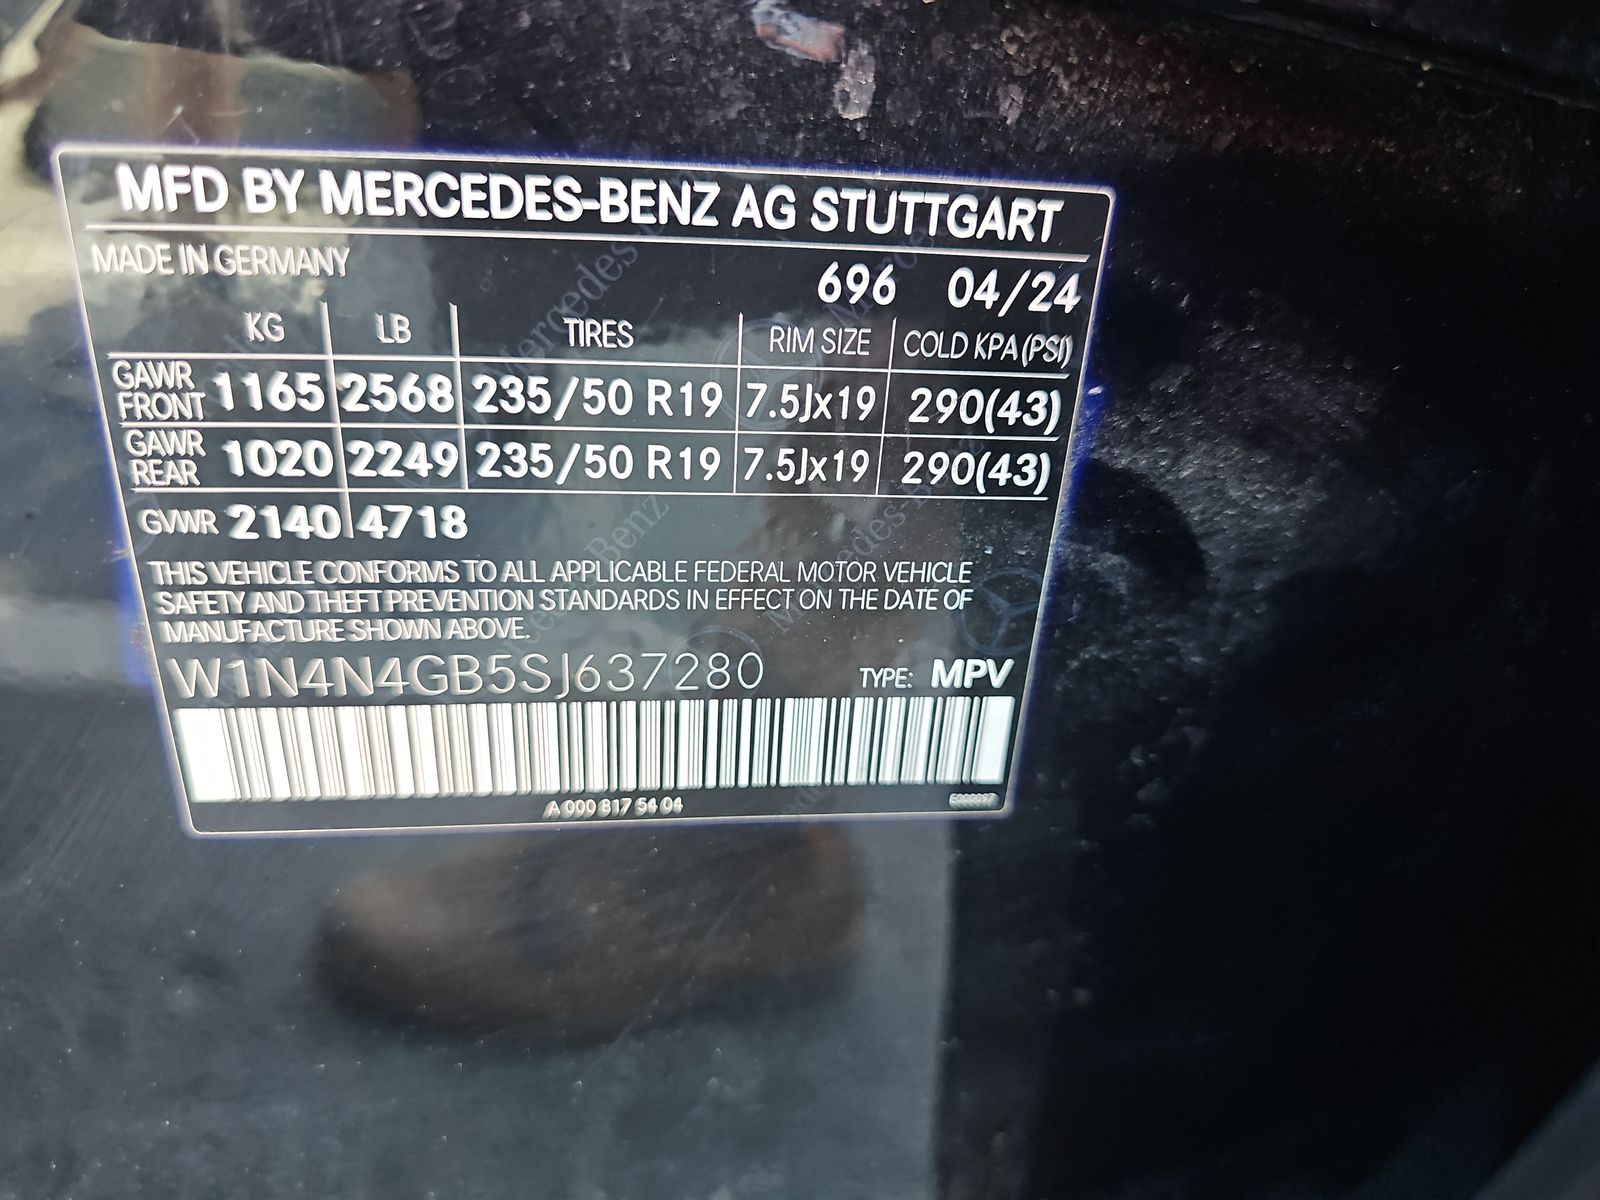 MFD BY MERCEDES-BENZ AG STUTTGART
MADE IN GERMANY
696 04/24
KG LB TIRES RIM SIZE COLD KPA(PSI)
GAWR FRONT 1165 2568 235/50 R19 7.5Jx19 290(43)
GAWR REAR 1020 2249 235/50 R19 7.5Jx19 290(43)
GVWR 2140 4718
THIS VEHICLE CONFORMS TO ALL APPLICABLE FEDERAL MOTOR VEHICLE
SAFETY AND THEFT PREVENTION STANDARDS IN EFFECT ON THE DATE OF
MANUFACTURE SHOWN ABOVE.
W1N4N4GB5SJ637280 TYPE: MPV
A 000 817 54 04